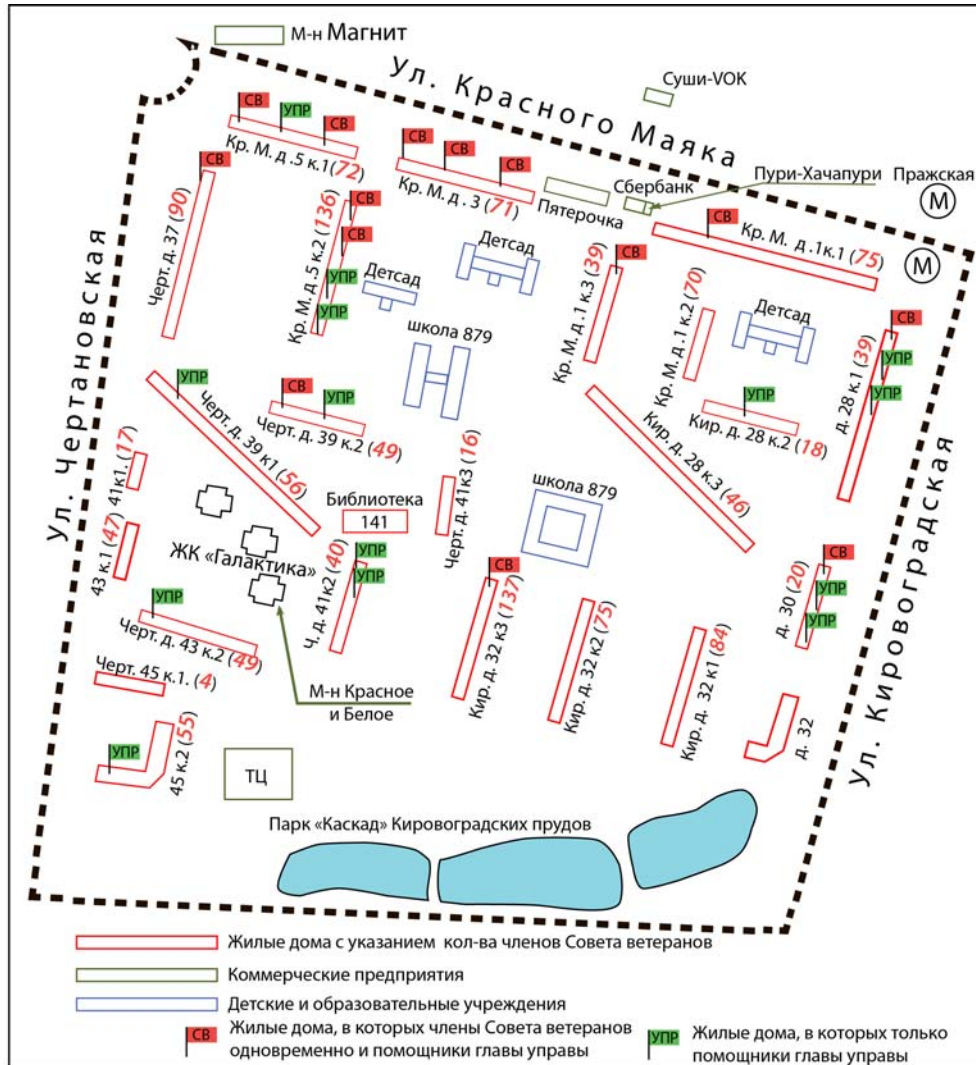 М-н Магнит
Ул. Красного Маяка
Суши-VOK
СВ
УПР
СВ
Кр. М. д .5 к.1(72)
СВ
СВ
СВ
Кр. М. д . 3 (71)
Пятерочка
Сбербанк
Пури-Хачапури
Пражская
М
М
СВ
Кр. М. д .1к.1 (75)
СВ
Черт. д. 37 (90)
СВ
СВ
УПР
УПР
Кр. М. д .5 к.2 (136)
Детсад
Детсад
школа 879
СВ
Кр. М. д .1 к.3 (39)
Кр. М. д .1 к.2 (70)
Детсад
УПР
Кир. д. 28 к.2 (18)
СВ
УПР
УПР
д. 28 к.1 (39)
Ул. Чертановская
УПР
Черт. д. 39 к1 (56)
СВ
УПР
Черт. д. 39 к.2 (49)
Черт. д. 41к3 (16)
школа 879
Кир. д. 28 к.3 (46)
41к1. (17)
43 к.1 (47)
ЖК «Галактика»
Библиотека
141
УПР
УПР
Ч. д. 41к2 (40)
СВ
Кир. д. 32 к3 (137)
Кир. д. 32 к2 (75)
Кир. д. 32 к1 (84)
СВ
УПР
УПР
д. 30 (20)
Ул. Кировоградская
УПР
Черт. д. 43 к.2 (49)
Черт. 45 к.1. (4)
М-н Красное
и Белое
УПР
45 к.2 (55)
ТЦ
д. 32
Парк «Каскад» Кировоградских прудов
Жилые дома с указанием кол-ва членов Совета ветеранов
Коммерческие предприятия
Детские и образовательные учреждения
СВ
Жилые дома, в которых члены Совета ветеранов
одновременно и помощники главы управы
УПР
Жилые дома, в которых только
помощники главы управы